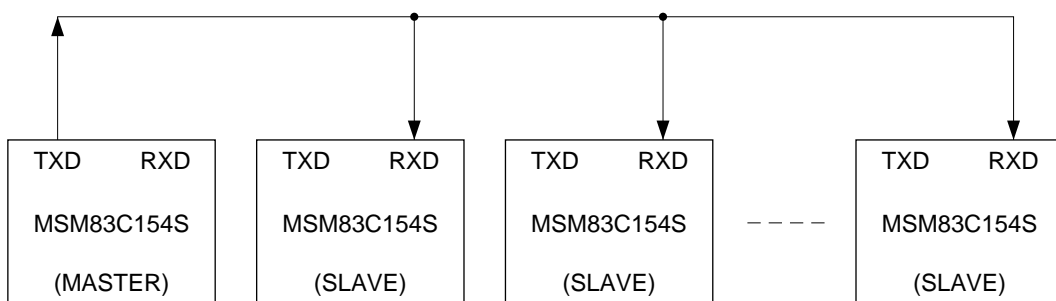 TXD RXD TXD RXD TXD RXD TXD RXD
MSM83C154S MSM83C154S MSM83C154S MSM83C154S
(MASTER) (SLAVE) (SLAVE) (SLAVE)